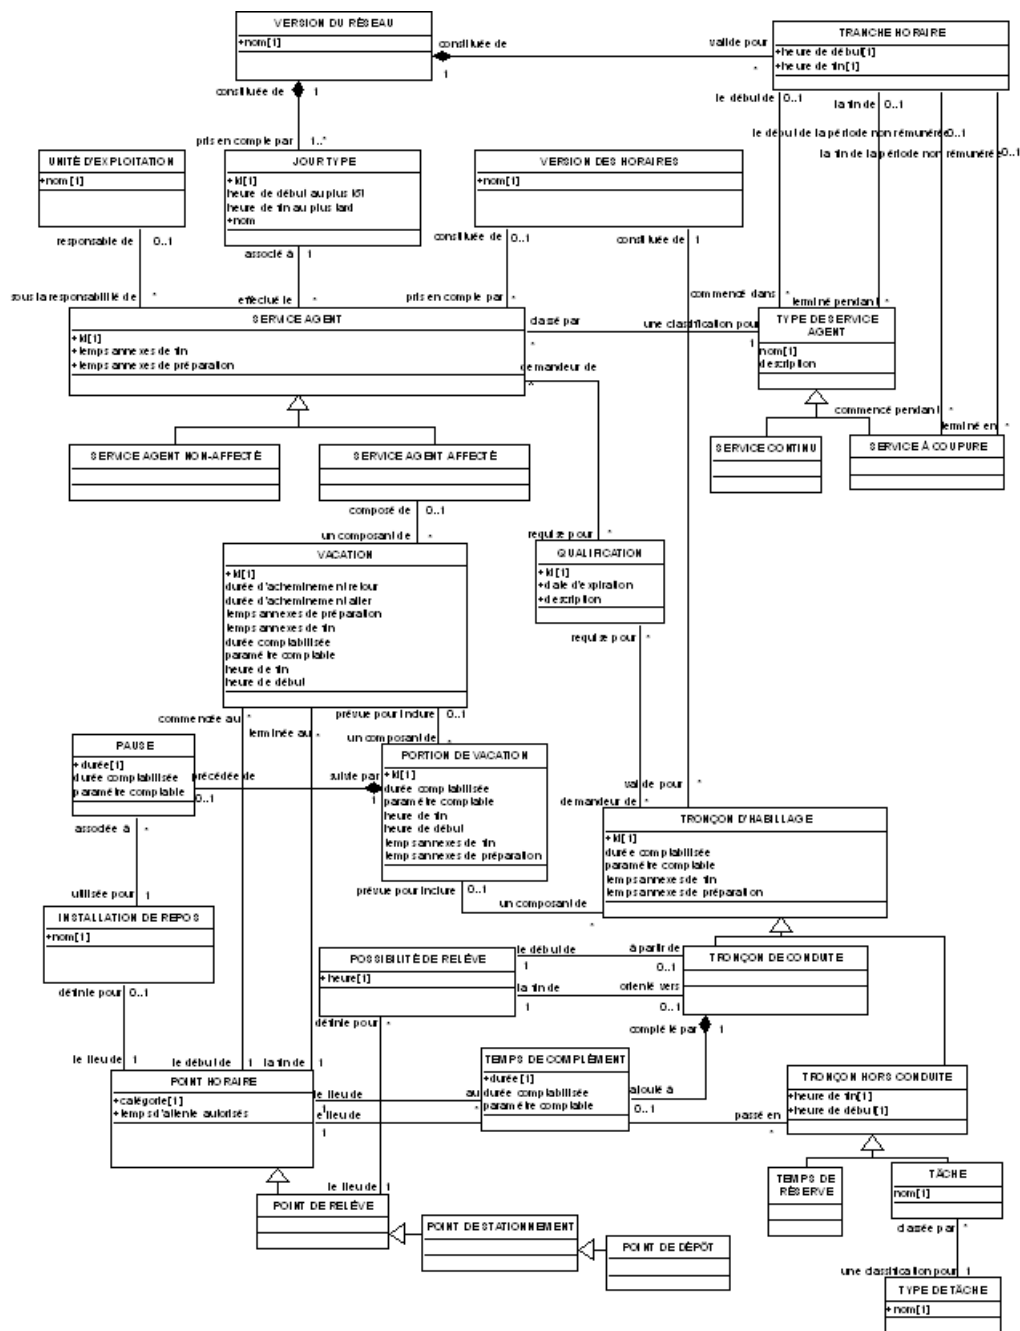 VERSION DU RÉSEAU
+nom[1]
constituée de
1
valide pour
*
TRANCHE HORAIRE
+heure de début[1]
+heure de fin[1]
constituée de
1
le début de
0..1
la fin de
0..1
pris en compte par
1..*
le début de la période non rémunérée
0..1
la fin de la période non rémunérée
0..1
UNITÉ D'EXPLOITATION
+nom[1]
JOUR TYPE
+id[1]
heure de début au plus tôt
heure de fin au plus tard
+nom
VERSION DES HORAIRES
+nom[1]
responsable de
0..1
associé à
1
constituée de
0..1
constituée de
1
sous la responsabilité de
*
effectué le
*
pris en compte par
*
commencé dans
*
terminé pendant
*
SERVICE AGENT
+id[1]
+temps annexes de fin
+temps annexes de préparation
classé par
*
une classification pour
1
TYPE DE SERVICE
AGENT
nom[1]
description
demandeur de
*
commencé pendant
*
terminé en
*
SERVICE AGENT NON-AFFECTÉ
SERVICE AGENT AFFECTÉ
SERVICE CONTINU
SERVICE À COUPURE
composé de
0..1
un composant de
*
requise pour
*
VACATION
+id[1]
durée d'acheminement retour
durée d'acheminement aller
temps annexes de préparation
temps annexes de fin
durée comptabilisée
paramètre comptable
heure de fin
heure de début
QUALIFICATION
+id[1]
+date d'expiration
+description
requise pour
*
commencée au
*
terminée au
*
prévue pour inclure
0..1
un composant de
*
PAUSE
+durée[1]
durée comptabilisée
paramètre comptable
précédée de
0..1
suivie par
1
PORTION DE VACATION
+id[1]
durée comptabilisée
paramètre comptable
heure de fin
heure de début
temps annexes de fin
temps annexes de préparation
valide pour
*
demandeur de
*
TRONÇON D'HABILLAGE
+id[1]
durée comptabilisée
paramètre comptable
temps annexes de fin
temps annexes de préparation
associée à
*
utilisée pour
1
prévue pour inclure
0..1
un composant de
*
INSTALLATION DE REPOS
+nom[1]
POSSIBILITÉ DE RELÈVE
+heure[1]
le début de
1
à partir de
0..1
la fin de
1
orienté vers
0..1
TRONÇON DE CONDUITE
définie pour
0..1
définie pour
*
complété par
1
le lieu de
1
le début de
1
la fin de
1
POINT HORAIRE
+catégorie[1]
+temps d'attente autorisés
le lieu de
1
au
*
le lieu de
1
TEMPS DE COMPLÉMENT
+durée[1]
durée comptabilisée
paramètre comptable
alloué à
0..1
passé en
*
TRONÇON HORS CONDUITE
+heure de fin[1]
+heure de début[1]
le lieu de
1
POINT DE RELÈVE
POINT DE STATIONNEMENT
POINT DE DÉPÔT
TEMPS DE
RÉSERVE
TÂCHE
nom[1]
classée par
*
une classification pour
1
TYPE DE TÂCHE
+nom[1]